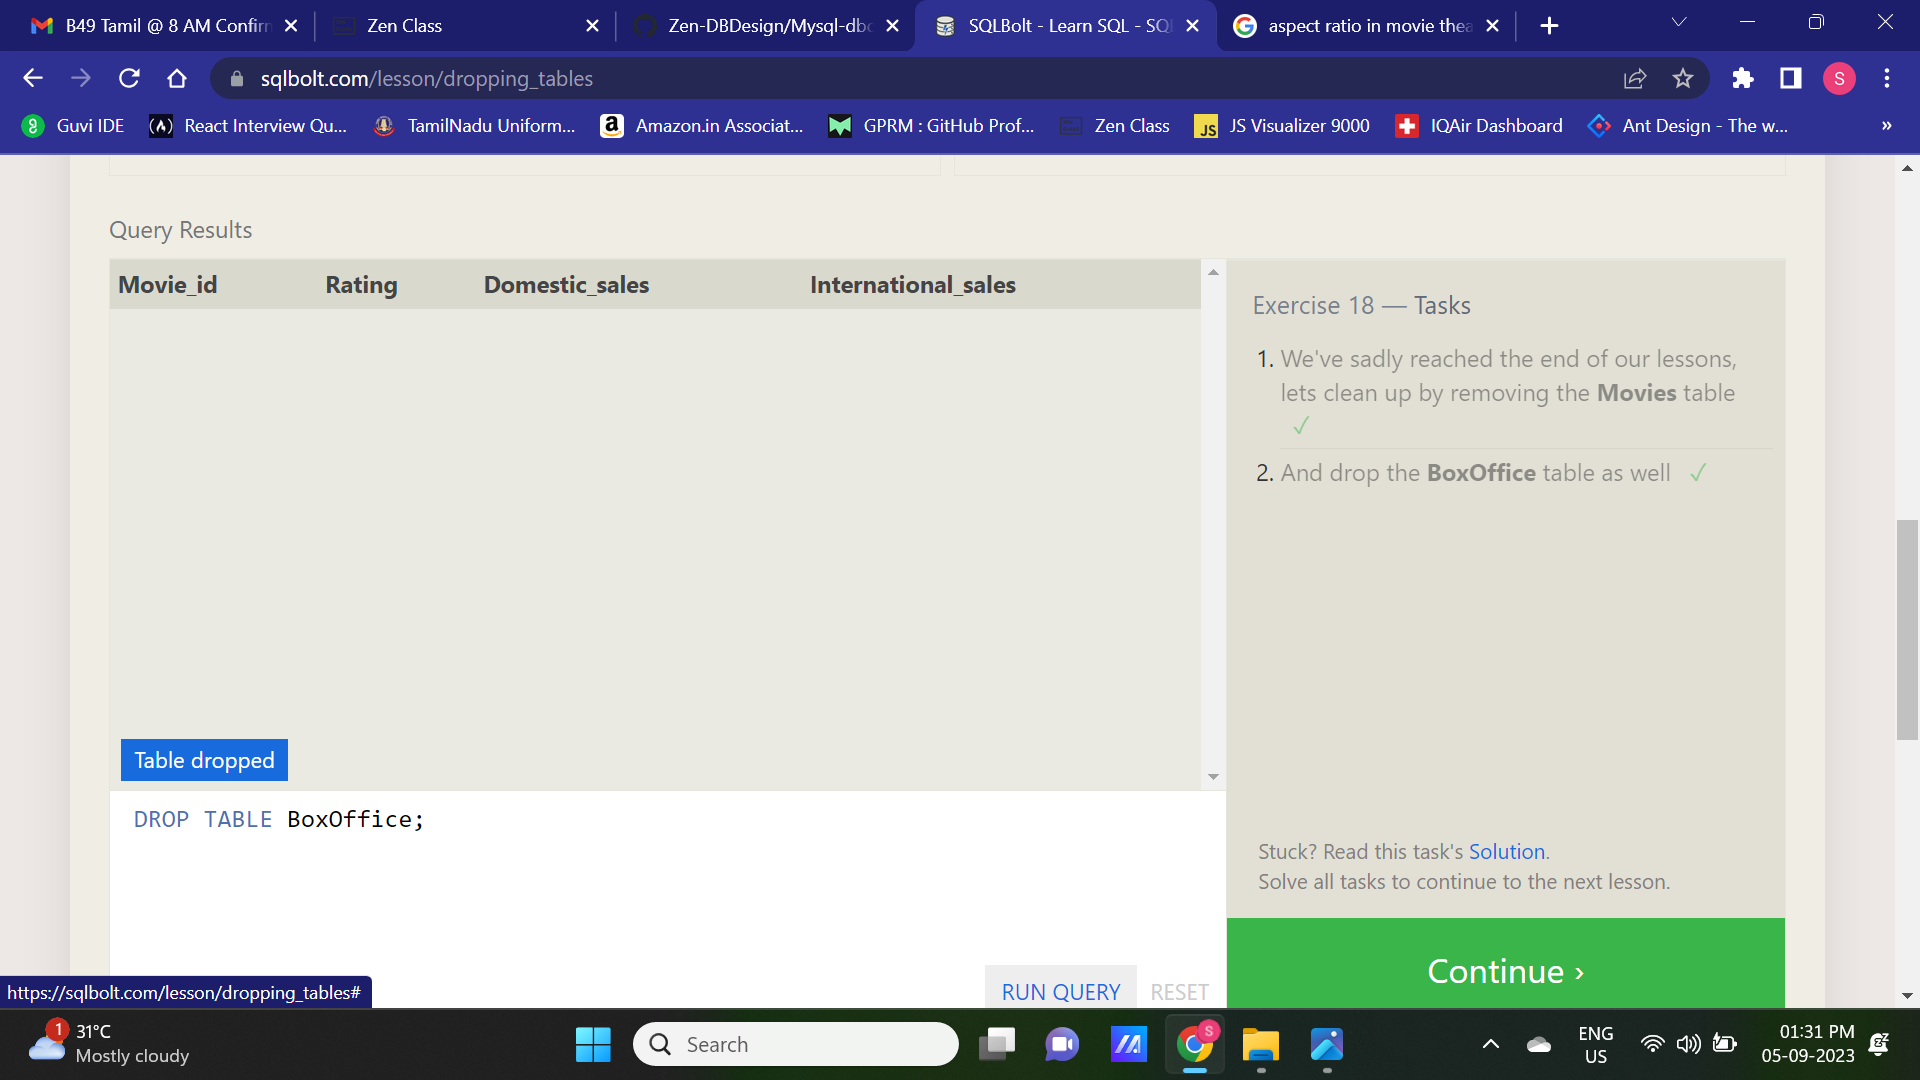 B49 Tamil @ 8 AM Confirm
Zen Class
Zen-DBDesign/Mysql-dbd
SQLBolt - Learn SQL - SQ
aspect ratio in movie thea
sqlbolt.com/lesson/dropping_tables
S
Guvi IDE
React Interview Qu...
TamilNadu Uniform...
Amazon.in Associat...
GPRM : GitHub Prof...
Zen Class
JS
JS Visualizer 9000
IQAir Dashboard
Ant Design - The w...
»
Query Results
Movie_id Rating Domestic_sales International_sales
Table dropped
DROP TABLE BoxOffice;
RUN QUERY RESET
Exercise 18 — Tasks
1. We've sadly reached the end of our lessons,
lets clean up by removing the Movies table
✓
2. And drop the BoxOffice table as well ✓
Stuck? Read this task's Solution.
Solve all tasks to continue to the next lesson.
Continue ›
https://sqlbolt.com/lesson/dropping_tables#
1
31°C
Mostly cloudy
Search
S
ENG
US
01:31 PM
05-09-2023